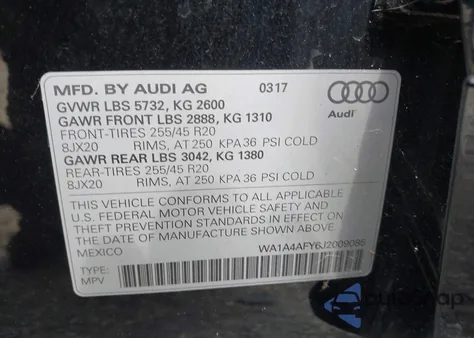 MFD. BY AUDI AG 0317
GVWR LBS 5732, KG 2600
GAWR FRONT LBS 2888, KG 1310
FRONT-TIRES 255/45 R20
8JX20 RIMS, AT 250 KPA 36 PSI COLD
GAWR REAR LBS 3042, KG 1380
REAR-TIRES 255/45 R20
8JX20 RIMS, AT 250 KPA 36 PSI COLD
Audi
THIS VEHICLE CONFORMS TO ALL APPLICABLE
U.S. FEDERAL MOTOR VEHICLE SAFETY AND
THEFT PREVENTION STANDARDS IN EFFECT ON
THE DATE OF MANUFACTURE SHOWN ABOVE.
MEXICO WA1A4AFY6J2009085
TYPE:
MPV
autosnap